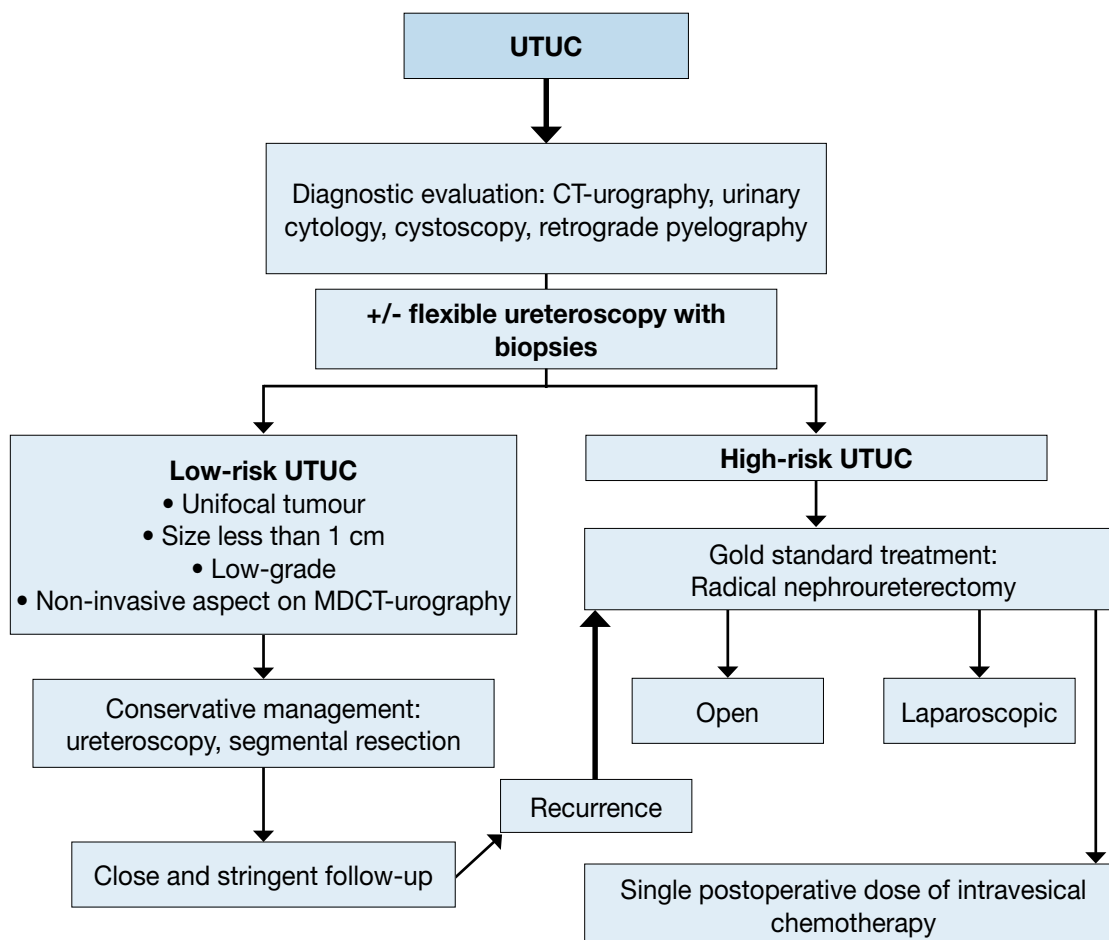 UTUC
Diagnostic evaluation: CT-urography, urinary
cytology, cystoscopy, retrograde pyelography
+/- flexible ureteroscopy with
biopsies
Low-risk UTUC
• Unifocal tumour
• Size less than 1 cm
• Low-grade
• Non-invasive aspect on MDCT-urography
High-risk UTUC
Gold standard treatment:
Radical nephroureterectomy
Conservative management:
ureteroscopy, segmental resection
Open
Laparoscopic
Recurrence
Close and stringent follow-up
Single postoperative dose of intravesical
chemotherapy